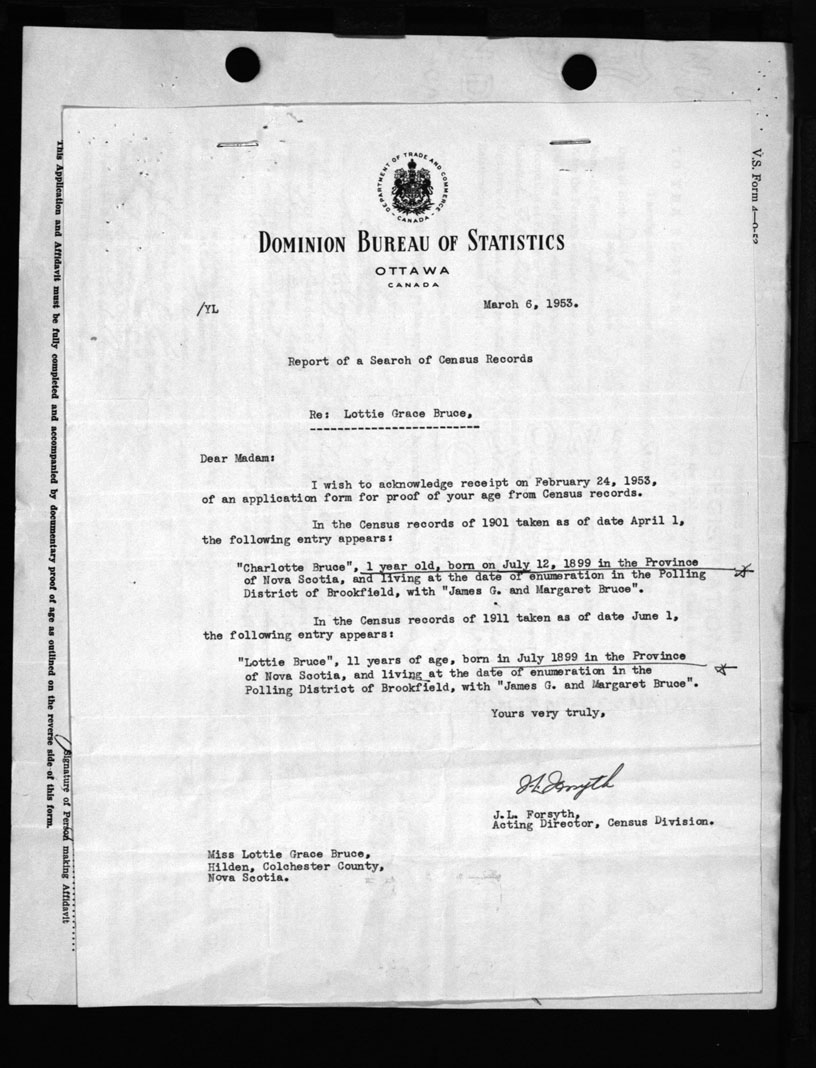 DEPARTMENT OF TRADE AND COMMERCE
CANADA
DOMINION BUREAU OF STATISTICS
OTTAWA
CANADA
/YL
March 6, 1953.
Report of a Search of Census Records
Re: Lottie Grace Bruce,
Dear Madam:
I wish to acknowledge receipt on February 24, 1953,
of an application form for proof of your age from Census records.
In the Census records of 1901 taken as of date April 1,
the following entry appears:
"Charlotte Bruce", 1 year old, born on July 12, 1899 in the Province
of Nova Scotia, and living at the date of enumeration in the Polling
District of Brookfield, with "James G. and Margaret Bruce".
In the Census records of 1911 taken as of date June 1,
the following entry appears:
"Lottie Bruce", 11 years of age, born in July 1899 in the Province
of Nova Scotia, and living at the date of enumeration in the
Polling District of Brookfield, with "James G. and Margaret Bruce".
Yours very truly,
J L Forsyth
J.L. Forsyth,
Acting Director, Census Division.
Miss Lottie Grace Bruce,
Hilden, Colchester County,
Nova Scotia.
This Application and Affidavit must be fully completed and accompanied by documentary proof of age as outlined on the reverse side of this form.
Signature of Person making Affidavit
V.S. Form